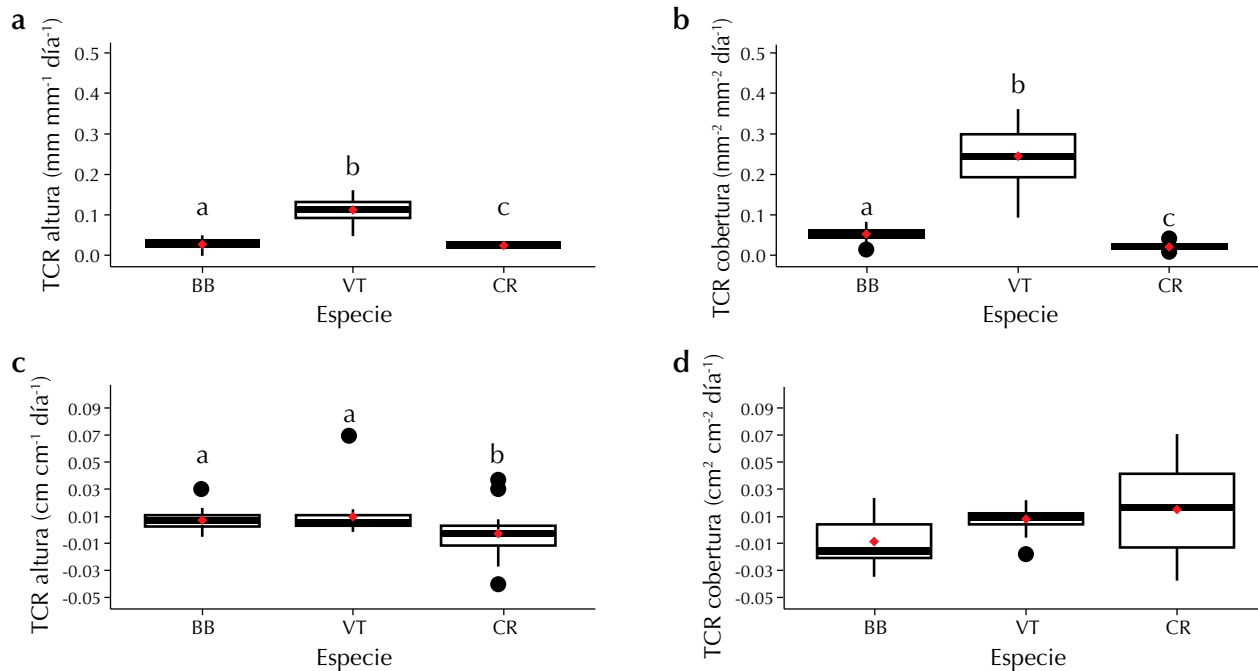 a
TCR altura (mm mm⁻¹ día⁻¹)
0.5
0.4
0.3
0.2
0.1
0.0
a
b
c
BB
VT
CR
Especie
b
TCR cobertura (mm⁻² mm⁻² día⁻¹)
0.5
0.4
0.3
0.2
0.1
0.0
a
b
c
BB
VT
CR
Especie
c
TCR altura (cm cm⁻¹ día⁻¹)
0.09
0.07
0.05
0.03
0.01
-0.01
-0.03
-0.05
a
a
b
BB
VT
CR
Especie
d
TCR cobertura (cm² cm⁻² día⁻¹)
0.09
0.07
0.05
0.03
0.01
-0.01
-0.03
-0.05
BB
VT
CR
Especie